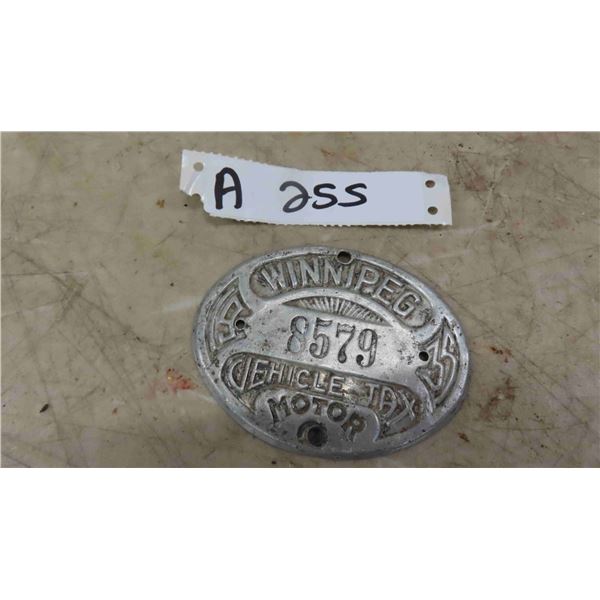 A 255
WINNIPEG
8579
VEHICLE TAX
MOTOR